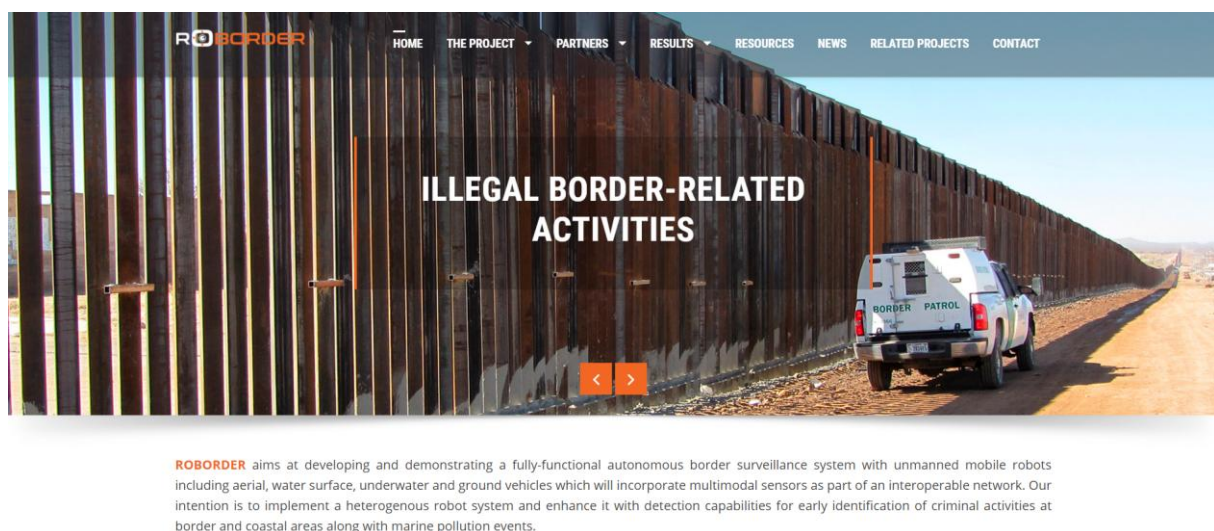 ROBORDER
HOME THE PROJECT PARTNERS RESULTS RESOURCES NEWS RELATED PROJECTS CONTACT
ILLEGAL BORDER-RELATED
ACTIVITIES
BORDER PATROL
ROBORDER aims at developing and demonstrating a fully-functional autonomous border surveillance system with unmanned mobile robots
including aerial, water surface, underwater and ground vehicles which will incorporate multimodal sensors as part of an interoperable network. Our
intention is to implement a heterogenous robot system and enhance it with detection capabilities for early identification of criminal activities at
border and coastal areas along with marine pollution events.